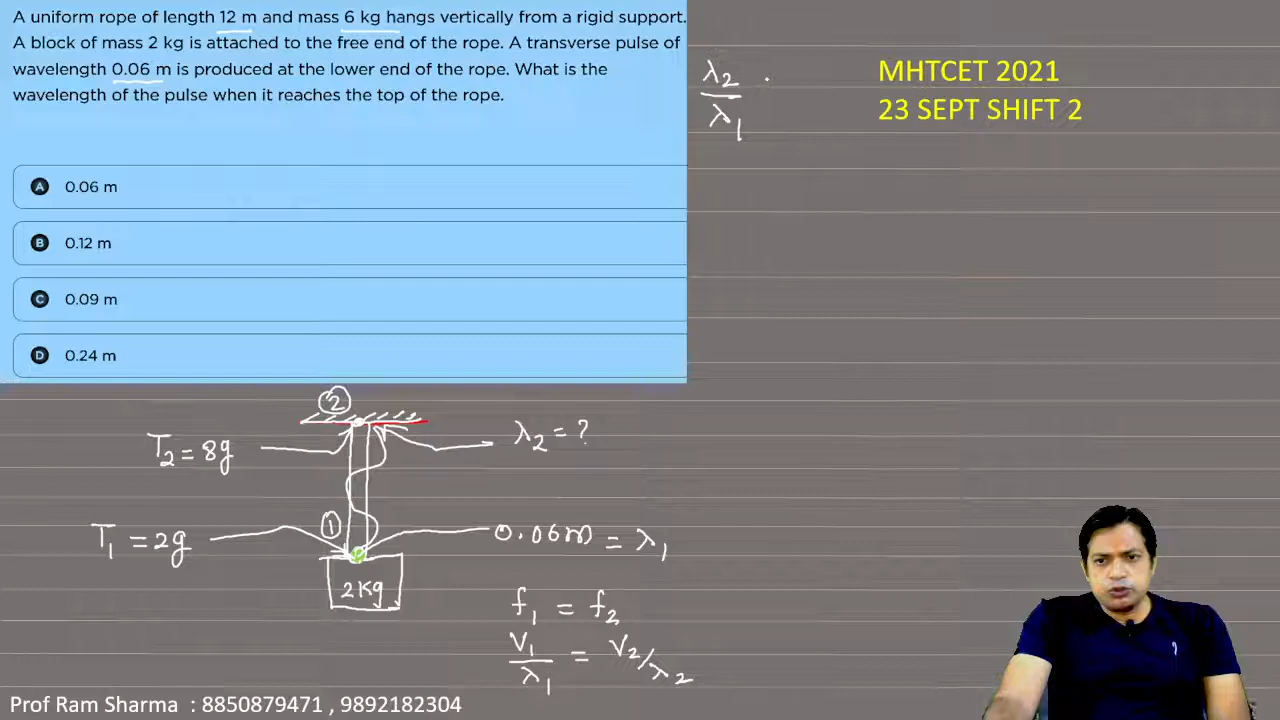 A uniform rope of length 12 m and mass 6 kg hangs vertically from a rigid support.
A block of mass 2 kg is attached to the free end of the rope. A transverse pulse of
wavelength 0.06 m is produced at the lower end of the rope. What is the
wavelength of the pulse when it reaches the top of the rope.
A 0.06 m
B 0.12 m
C 0.09 m
D 0.24 m
λ2
λ1
MHTCET 2021
23 SEPT SHIFT 2
2
T2 = 8g
λ2 = ?
1
T1 = 2g
0.06m = λ1
2 Kg
f1 = f2
V1/λ1 = V2/λ2
Prof Ram Sharma : 8850879471 , 9892182304